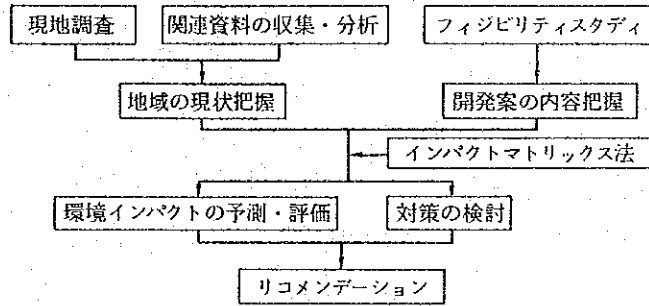 現地調査
関連資料の収集・分析
フィジビリティスタディ
地域の現状把握
開発案の内容把握
インパクトマトリックス法
環境インパクトの予測・評価
対策の検討
リコメンデーション